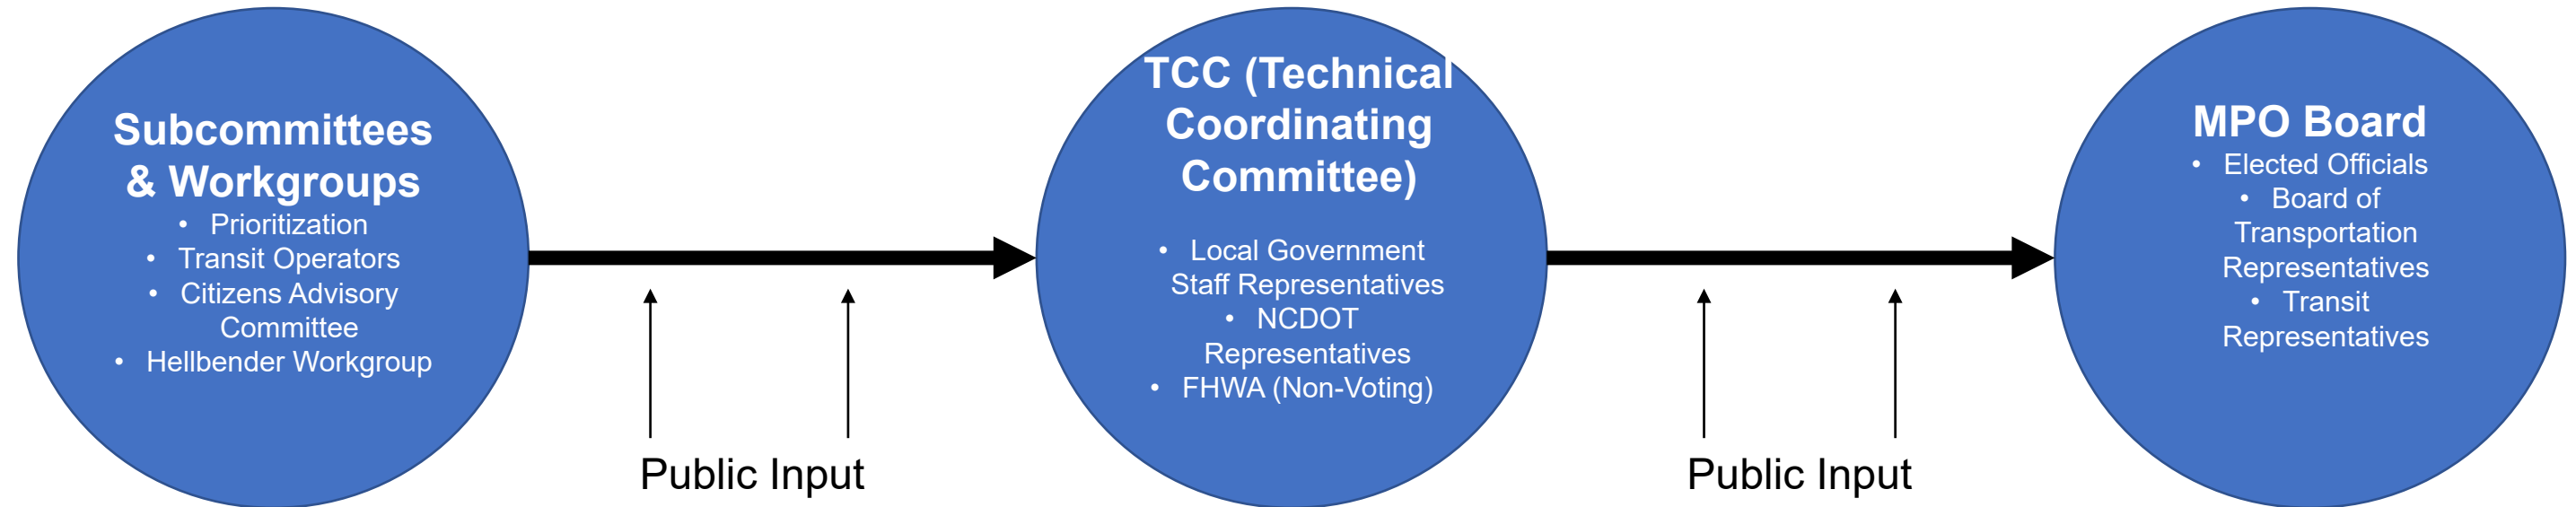 Subcommittees
& Workgroups
• Prioritization
• Transit Operators
• Citizens Advisory
Committee
• Hellbender Workgroup
Public Input
TCC (Technical
Coordinating
Committee)
• Local Government
Staff Representatives
• NCDOT
Representatives
• FHWA (Non-Voting)
Public Input
MPO Board
• Elected Officials
• Board of
Transportation
Representatives
• Transit
Representatives